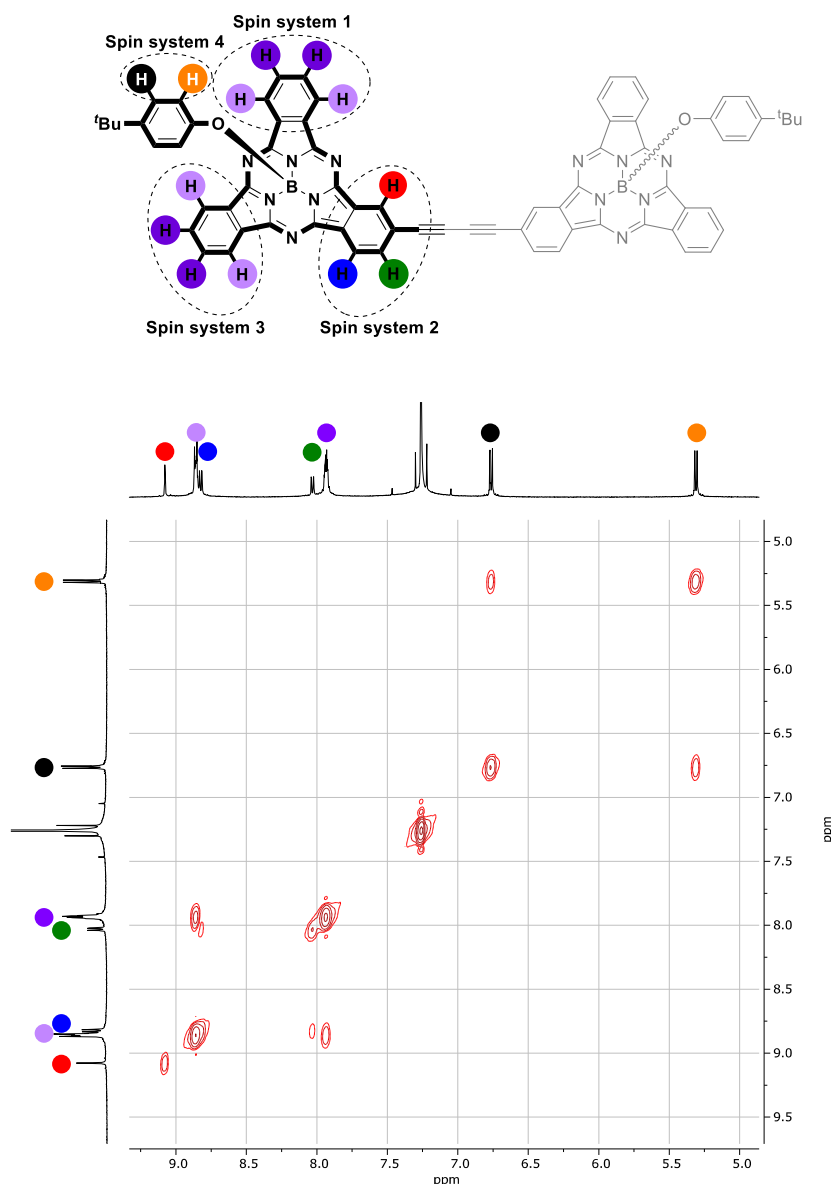 Spin system 1
Spin system 4
H H H H
H H
ᵗBu O
O ᵗBu
N N N
N N N
H B H
N N B N N
H
N
N
H H H H
Spin system 3 Spin system 2
5.0
5.5
6.0
6.5
7.0
7.5
8.0
8.5
9.0
9.5
ppm
9.0 8.5 8.0 7.5 7.0 6.5 6.0 5.5 5.0
ppm